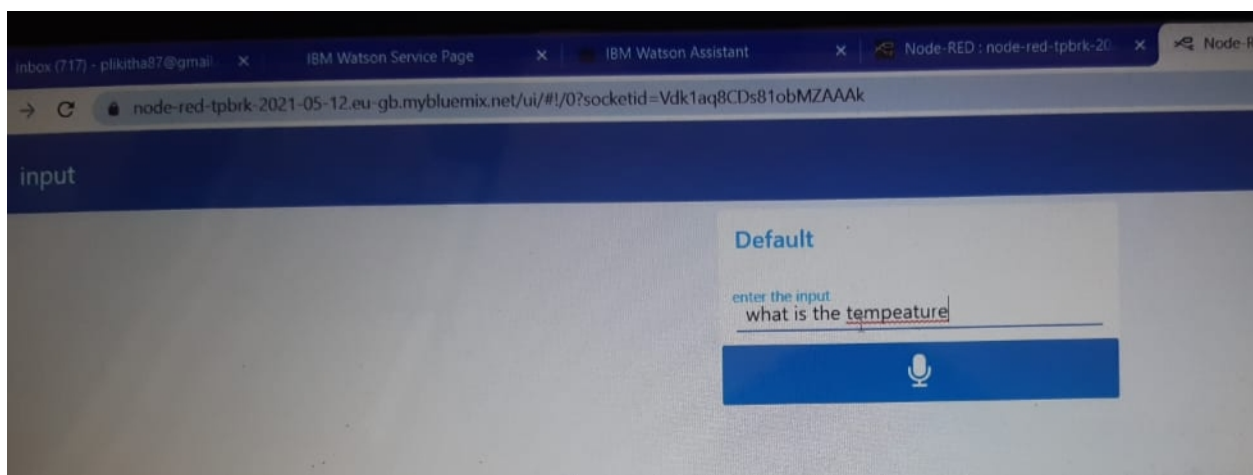 inbox (717) - plikitha87@gmail
IBM Watson Service Page
IBM Watson Assistant
Node-RED : node-red-tpbrk-20
Node-R
node-red-tpbrk-2021-05-12.eu-gb.mybluemix.net/ui/#!/0?socketid=Vdk1aq8CDs81obMZAAAk
input
Default
enter the input
what is the tempeature